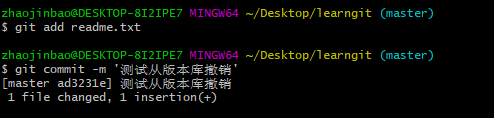 zhaojinbao@DESKTOP-8I2IPE7 MINGW64 ~/Desktop/learngit (master)
$ git add readme.txt
zhaojinbao@DESKTOP-8I2IPE7 MINGW64 ~/Desktop/learngit (master)
$ git commit -m '测试从版本库撤销'
[master ad3231e] 测试从版本库撤销
1 file changed, 1 insertion(+)